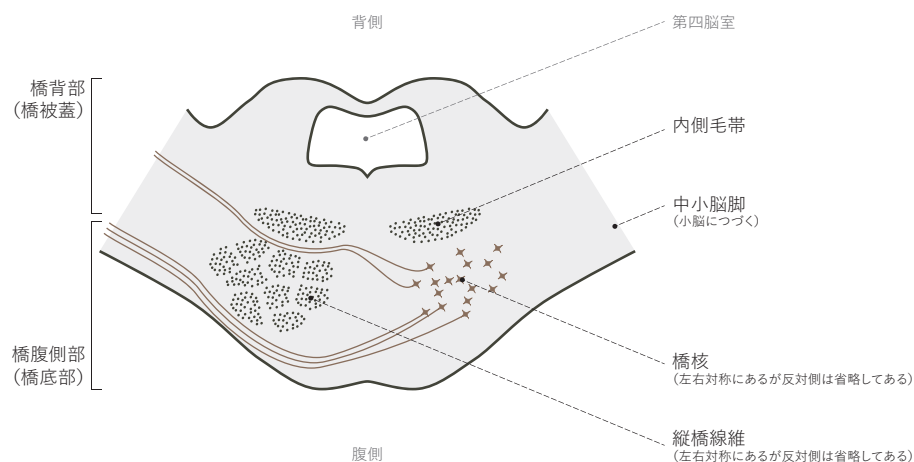 背側
第四脳室
橋背部
（橋被蓋）
内側毛帯
中小脳脚
（小脳につづく）
橋腹側部
（橋底部）
橋核
（左右対称にあるが反対側は省略してある）
縦橋線維
（左右対称にあるが反対側は省略してある）
腹側